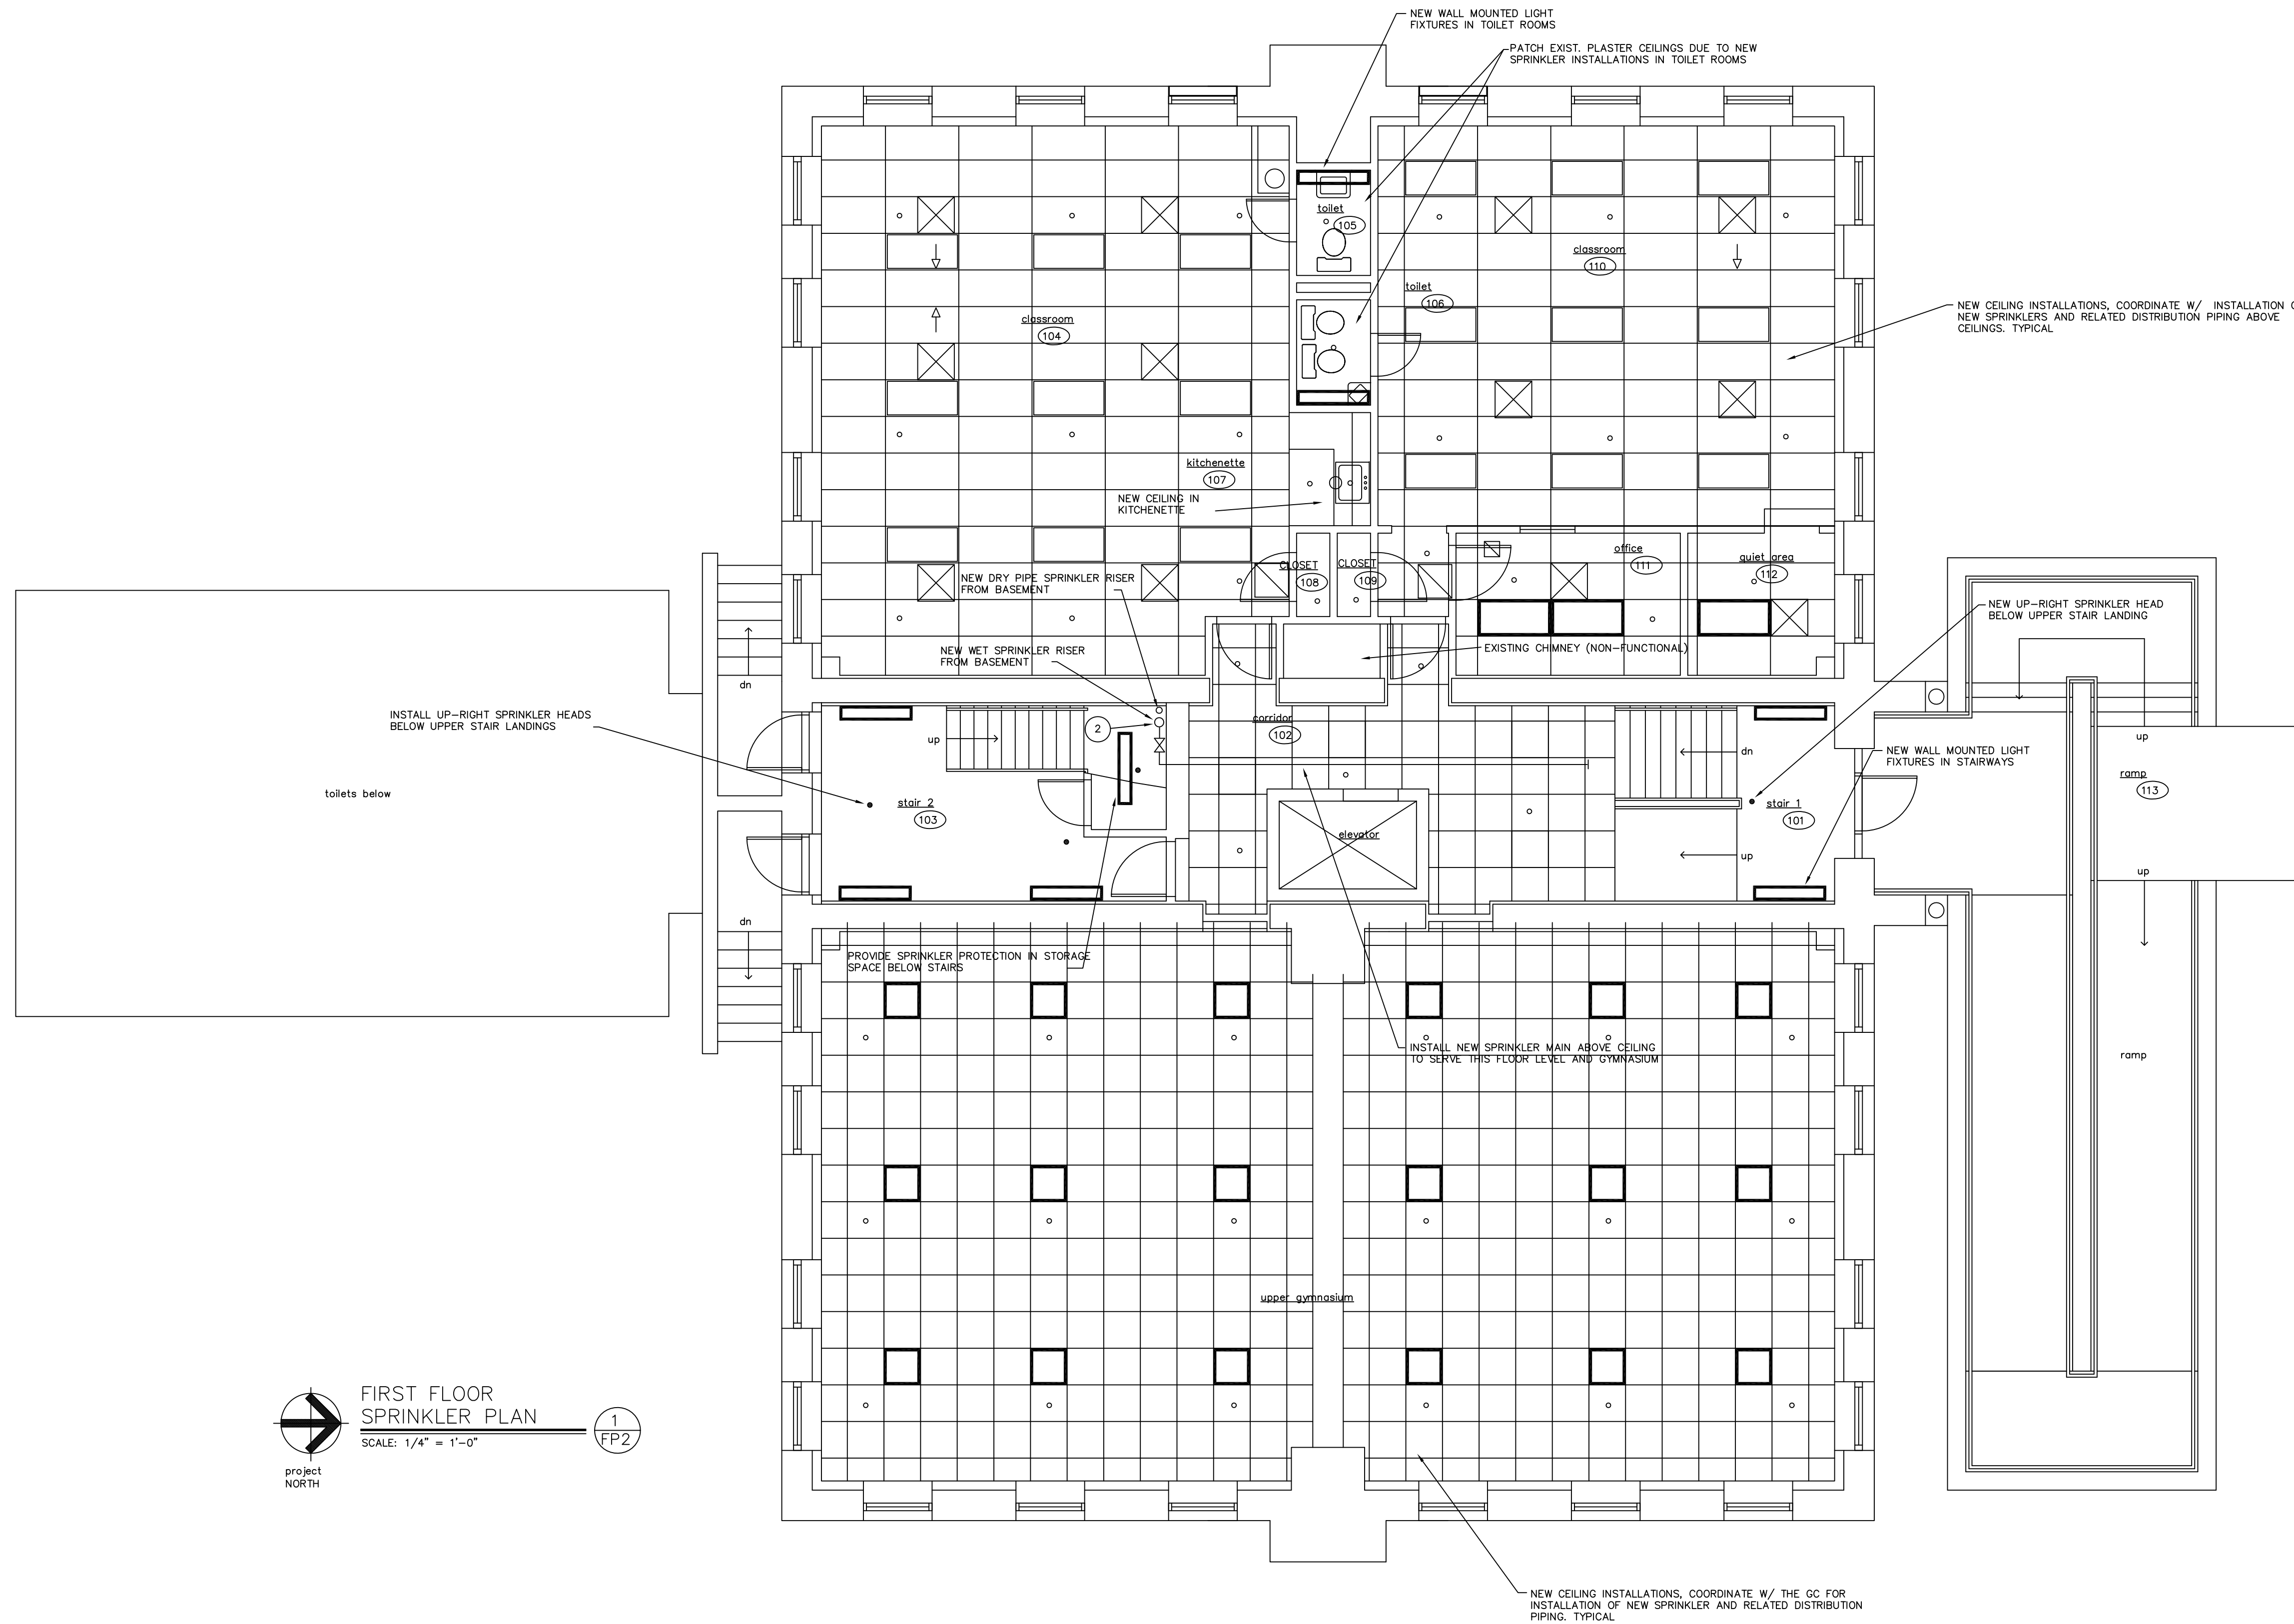 NEW WALL MOUNTED LIGHT
FIXTURES IN TOILET ROOMS
PATCH EXIST. PLASTER CEILINGS DUE TO NEW
SPRINKLER INSTALLATIONS IN TOILET ROOMS
toilet
105
classroom
110
toilet
106
NEW CEILING INSTALLATIONS, COORDINATE W/ INSTALLATION
NEW SPRINKLERS AND RELATED DISTRIBUTION PIPING ABOVE
CEILINGS. TYPICAL
classroom
104
kitchenette
107
NEW CEILING IN
KITCHENETTE
office
111
quiet area
112
CLOSET
108
CLOSET
109
NEW DRY PIPE SPRINKLER RISER
FROM BASEMENT
NEW UP-RIGHT SPRINKLER HEAD
BELOW UPPER STAIR LANDING
NEW WET SPRINKLER RISER
FROM BASEMENT
EXISTING CHIMNEY (NON-FUNCTIONAL)
dn
INSTALL UP-RIGHT SPRINKLER HEADS
BELOW UPPER STAIR LANDINGS
up
2
corridor
102
dn
NEW WALL MOUNTED LIGHT
FIXTURES IN STAIRWAYS
up
ramp
113
toilets below
stair 2
103
stair 1
101
elevator
up
up
dn
PROVIDE SPRINKLER PROTECTION IN STORAGE
SPACE BELOW STAIRS
INSTALL NEW SPRINKLER MAIN ABOVE CEILING
TO SERVE THIS FLOOR LEVEL AND GYMNASIUM
ramp
upper gymnasium
FIRST FLOOR
SPRINKLER PLAN
SCALE: 1/4" = 1'-0"
1
FP2
project
NORTH
NEW CEILING INSTALLATIONS, COORDINATE W/ THE GC FOR
INSTALLATION OF NEW SPRINKLER AND RELATED DISTRIBUTION
PIPING. TYPICAL